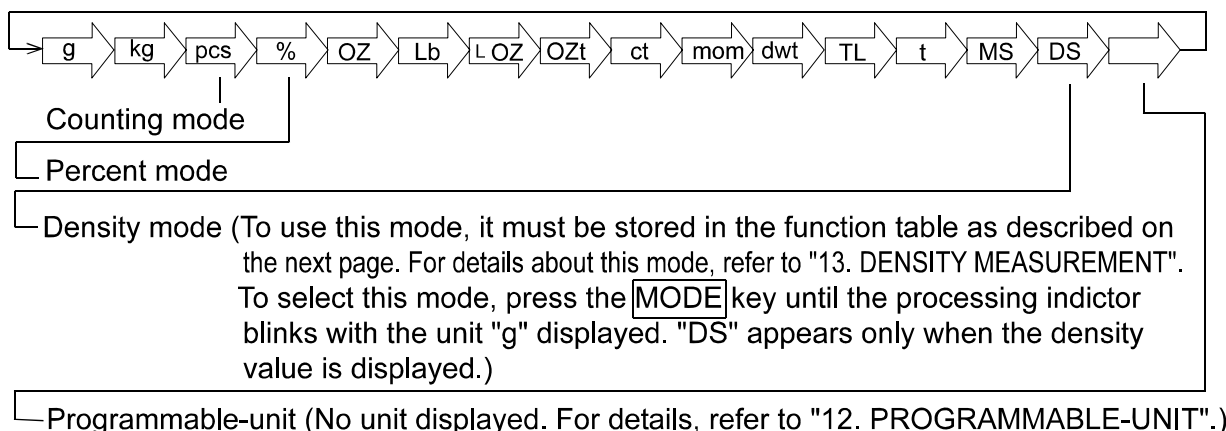 g kg pcs % OZ Lb L OZ OZt ct mom dwt TL t MS DS
Counting mode
Percent mode
Density mode (To use this mode, it must be stored in the function table as described on
the next page. For details about this mode, refer to "13. DENSITY MEASUREMENT".
To select this mode, press the MODE key until the processing indictor
blinks with the unit "g" displayed. "DS" appears only when the density
value is displayed.)
Programmable-unit (No unit displayed. For details, refer to "12. PROGRAMMABLE-UNIT".)